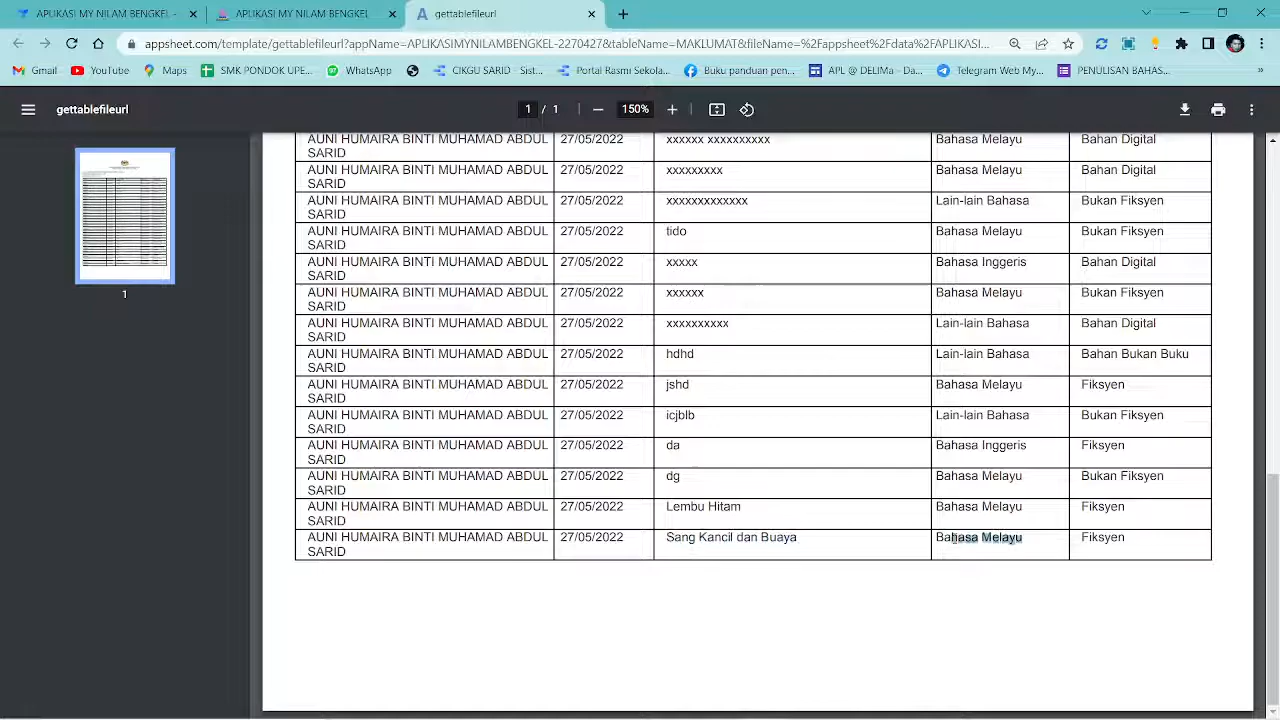 APLIKASI MY NILAM BENGKEL -
APLIKASI MY NILAM BENGKEL
gettablefileurl
appsheet.com/template/gettablefileurl?appName=APLIKASIMYNILAMBENGKEL-2270427&tableName=MAKLUMAT&fileName=%2Fappsheet%2Fdata%2FAPLIKASI...
Gmail YouTube Maps SMK PONDOK UPE... WhatsApp CIKGU SARID - Sit... Portal Rasmi Sekola... Buku panduan pen... APL @ DELIMa - Da... Telegram Web My... PENULISAN BAHAS... »
gettablefileurl 1 / 1 150%
AUNI HUMAIRA BINTI MUHAMAD ABDUL 27/05/2022 xxxxxx xxxxxxxxxx Bahasa Melayu Bahan Digital
SARID
AUNI HUMAIRA BINTI MUHAMAD ABDUL 27/05/2022 xxxxxxxxx Bahasa Melayu Bahan Digital
SARID
AUNI HUMAIRA BINTI MUHAMAD ABDUL 27/05/2022 xxxxxxxxxxxxx Lain-lain Bahasa Bukan Fiksyen
SARID
AUNI HUMAIRA BINTI MUHAMAD ABDUL 27/05/2022 tido Bahasa Melayu Bukan Fiksyen
SARID
AUNI HUMAIRA BINTI MUHAMAD ABDUL 27/05/2022 xxxxx Bahasa Inggeris Bahan Digital
SARID
AUNI HUMAIRA BINTI MUHAMAD ABDUL 27/05/2022 xxxxxx Bahasa Melayu Bukan Fiksyen
SARID
AUNI HUMAIRA BINTI MUHAMAD ABDUL 27/05/2022 xxxxxxxxxx Lain-lain Bahasa Bahan Digital
SARID
AUNI HUMAIRA BINTI MUHAMAD ABDUL 27/05/2022 hdhd Lain-lain Bahasa Bahan Bukan Buku
SARID
AUNI HUMAIRA BINTI MUHAMAD ABDUL 27/05/2022 jshd Bahasa Melayu Fiksyen
SARID
AUNI HUMAIRA BINTI MUHAMAD ABDUL 27/05/2022 icjblb Lain-lain Bahasa Bukan Fiksyen
SARID
AUNI HUMAIRA BINTI MUHAMAD ABDUL 27/05/2022 da Bahasa Inggeris Fiksyen
SARID
AUNI HUMAIRA BINTI MUHAMAD ABDUL 27/05/2022 dg Bahasa Melayu Bukan Fiksyen
SARID
AUNI HUMAIRA BINTI MUHAMAD ABDUL 27/05/2022 Lembu Hitam Bahasa Melayu Fiksyen
SARID
AUNI HUMAIRA BINTI MUHAMAD ABDUL 27/05/2022 Sang Kancil dan Buaya Bahasa Melayu Fiksyen
SARID
1